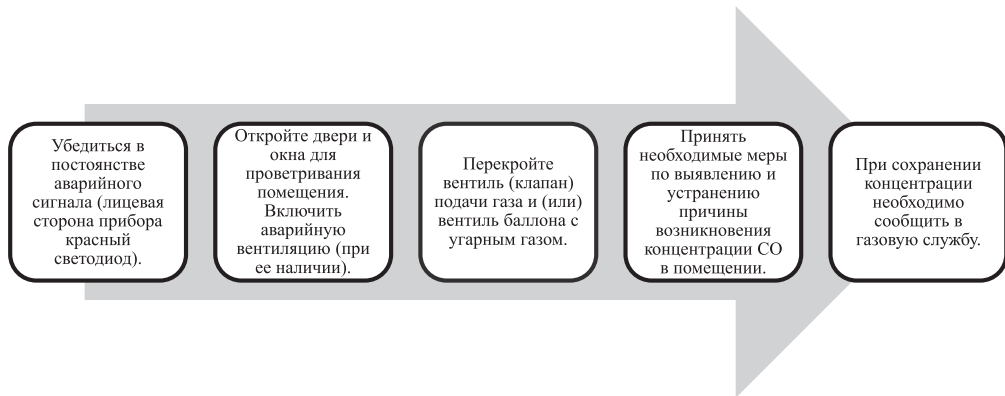 Убедиться в
постоянстве
аварийного
сигнала (лицевая
сторона прибора
красный
светодиод).
Откройте двери и
окна для
проветривания
помещения.
Включить
аварийную
вентиляцию (при
ее наличии).
Перекройте
вентиль (клапан)
подачи газа и (или)
вентиль баллона с
угарным газом.
Принять
необходимые меры
по выявлению и
устранению
причины
возникновения
концентрации СО
в помещении.
При сохранении
концентрации
необходимо
сообщить в
газовую службу.